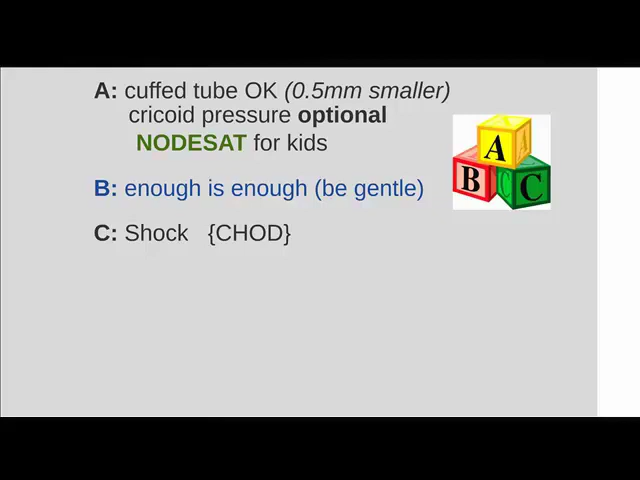 A: cuffed tube OK (0.5mm smaller)
cricoid pressure optional
NODESAT for kids
B: enough is enough (be gentle)
C: Shock {CHOD}
A
B
C